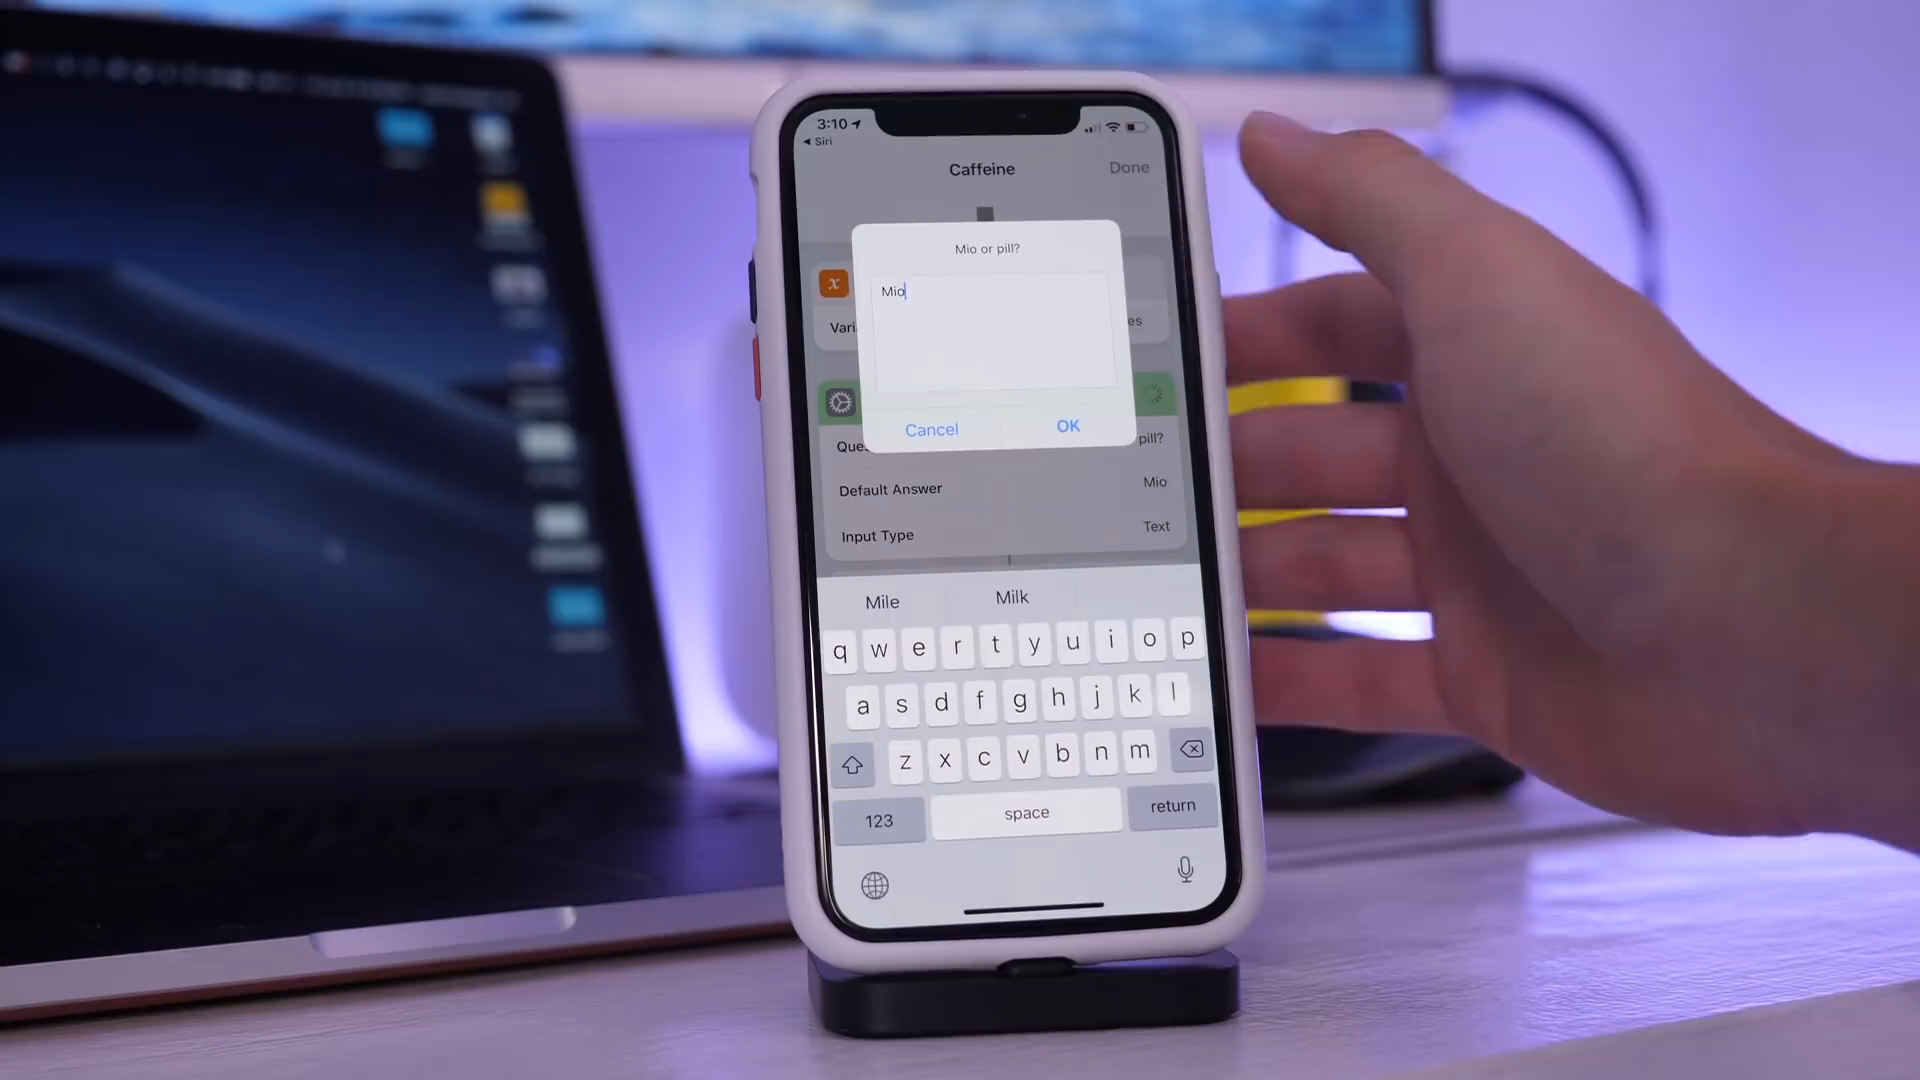 3:10
Siri
Caffeine
Done
Mio or pill?
Mio
x
Vari
es
Cancel
OK
Que
pill?
Default Answer
Mio
Input Type
Text
Mile
Milk
q w e r t y u i o p
a s d f g h j k l
z x c v b n m
123
space
return